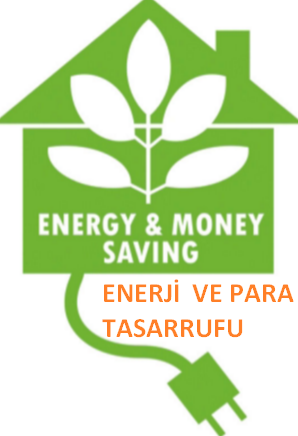 ENERGY & MONEY
SAVING
ENERJİ VE PARA
TASARRUFU